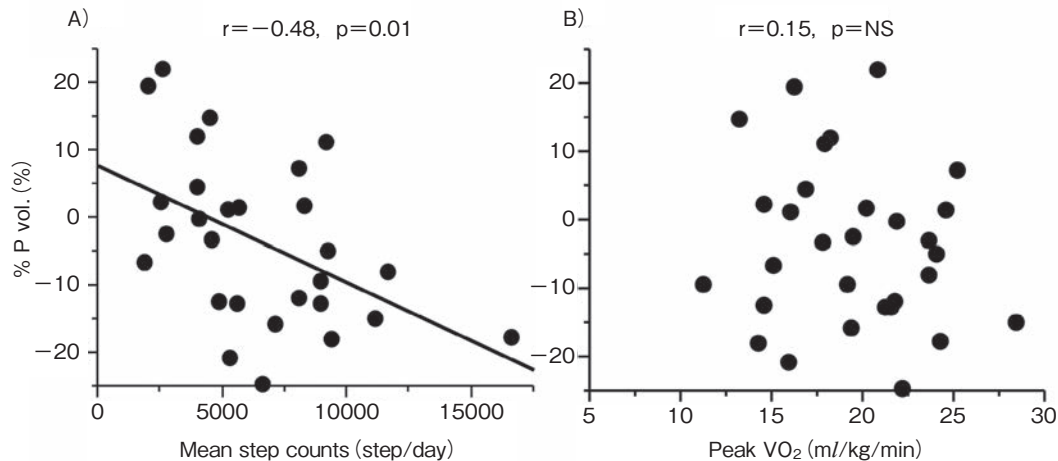 A)
r=−0.48, p=0.01
% P vol. (%)
20
10
0
−10
−20
0
5000
10000
15000
Mean step counts (step/day)
B)
r=0.15, p=NS
20
10
0
−10
−20
5
10
15
20
25
30
Peak VO₂ (ml/kg/min)